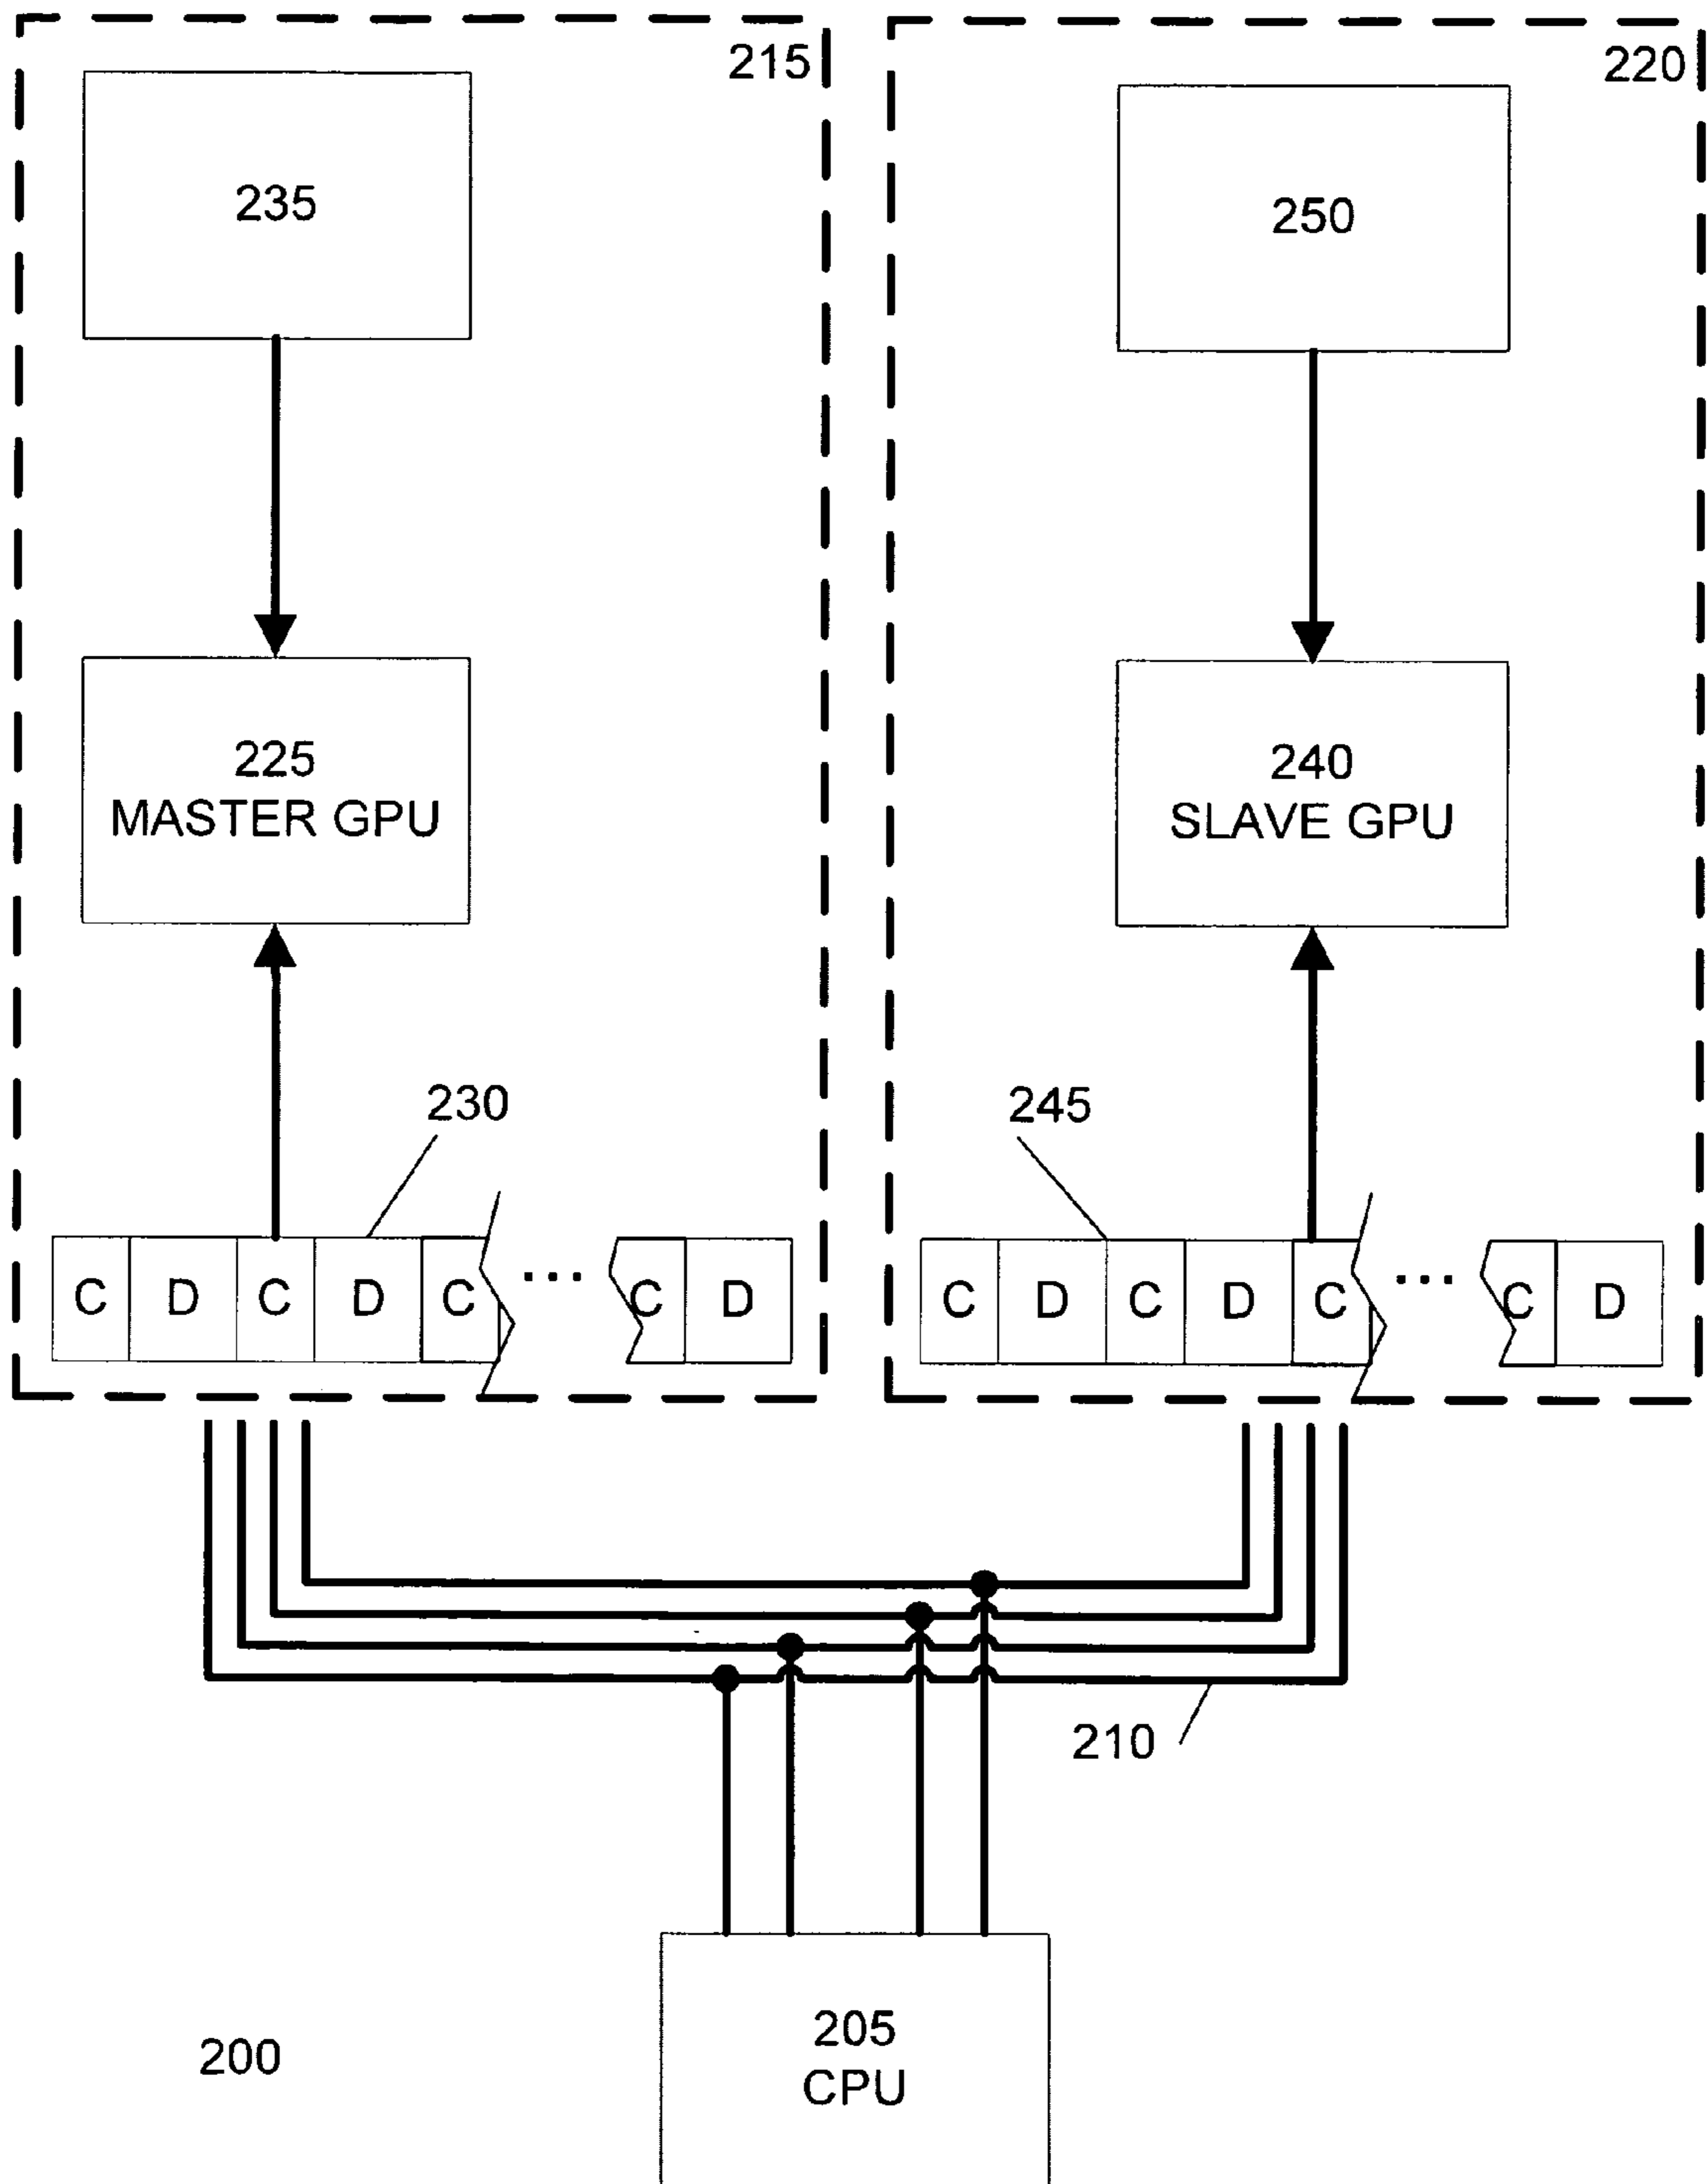 215
220
235
250
225
MASTER GPU
240
SLAVE GPU
230
245
C D C D C ... C D
C D C D C ... C D
210
200
205
CPU